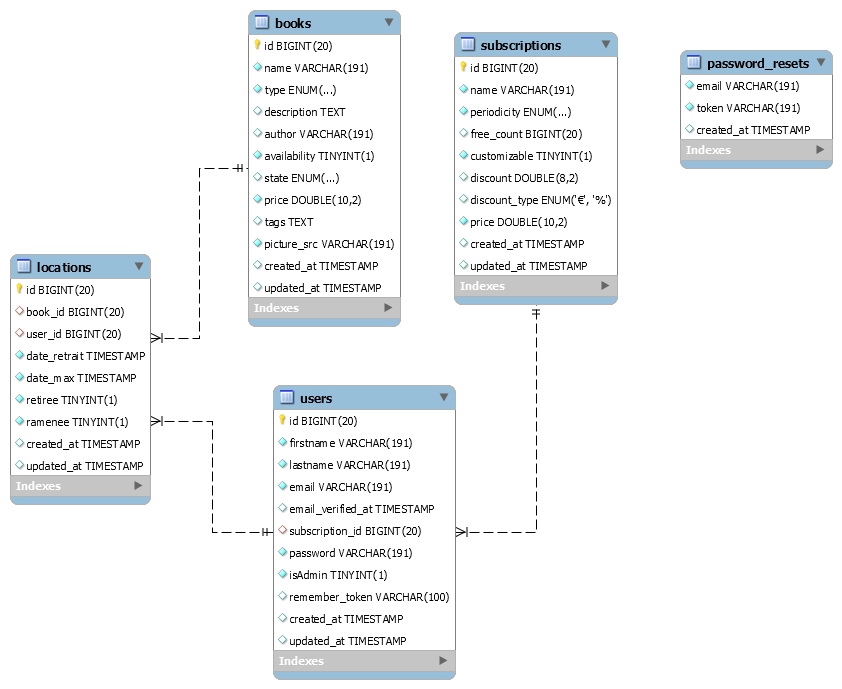 books
id BIGINT(20)
name VARCHAR(191)
type ENUM(...)
description TEXT
author VARCHAR(191)
availability TINYINT(1)
state ENUM(...)
price DOUBLE(10,2)
tags TEXT
picture_src VARCHAR(191)
created_at TIMESTAMP
updated_at TIMESTAMP
Indexes
subscriptions
id BIGINT(20)
name VARCHAR(191)
periodicity ENUM(...)
free_count BIGINT(20)
customizable TINYINT(1)
discount DOUBLE(8,2)
discount_type ENUM('€', '%')
price DOUBLE(10,2)
created_at TIMESTAMP
updated_at TIMESTAMP
Indexes
password_resets
email VARCHAR(191)
token VARCHAR(191)
created_at TIMESTAMP
Indexes
locations
id BIGINT(20)
book_id BIGINT(20)
user_id BIGINT(20)
date_retrait TIMESTAMP
date_max TIMESTAMP
retiree TINYINT(1)
ramenee TINYINT(1)
created_at TIMESTAMP
updated_at TIMESTAMP
Indexes
users
id BIGINT(20)
firstname VARCHAR(191)
lastname VARCHAR(191)
email VARCHAR(191)
email_verified_at TIMESTAMP
subscription_id BIGINT(20)
password VARCHAR(191)
isAdmin TINYINT(1)
remember_token VARCHAR(100)
created_at TIMESTAMP
updated_at TIMESTAMP
Indexes